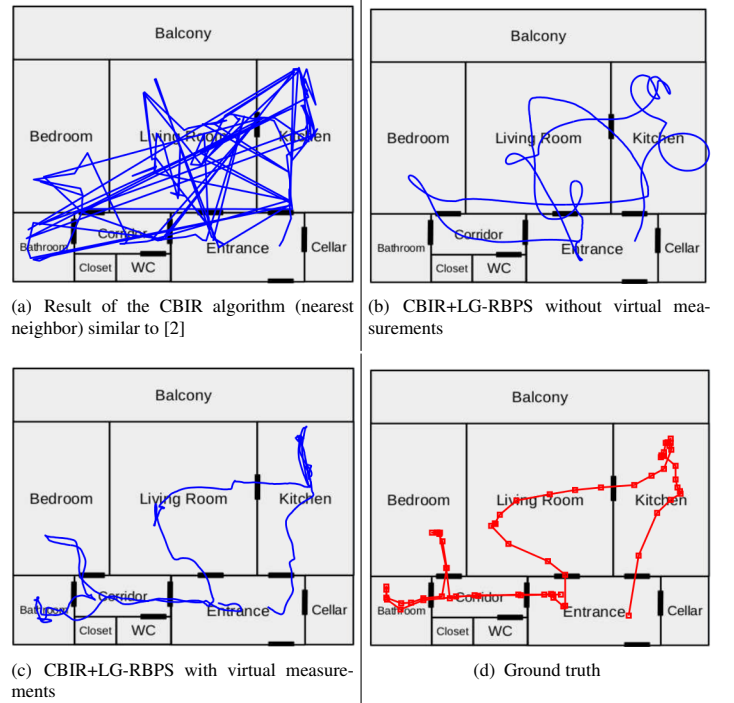 Balcony
Bedroom
Living Room
Kitchen
Bathroom
Corridor
Closet
WC
Entrance
Cellar
(a) Result of the CBIR algorithm (nearest
neighbor) similar to [2]
Balcony
Bedroom
Living Room
Kitchen
Bathroom
Corridor
Closet
WC
Entrance
Cellar
(b) CBIR+LG-RBPS without virtual mea-
surements
Balcony
Bedroom
Living Room
Kitchen
Bathroom
Corridor
Closet
WC
Entrance
Cellar
(c) CBIR+LG-RBPS with virtual measure-
ments
Balcony
Bedroom
Living Room
Kitchen
Bathroom
Corridor
Closet
WC
Entrance
Cellar
(d) Ground truth